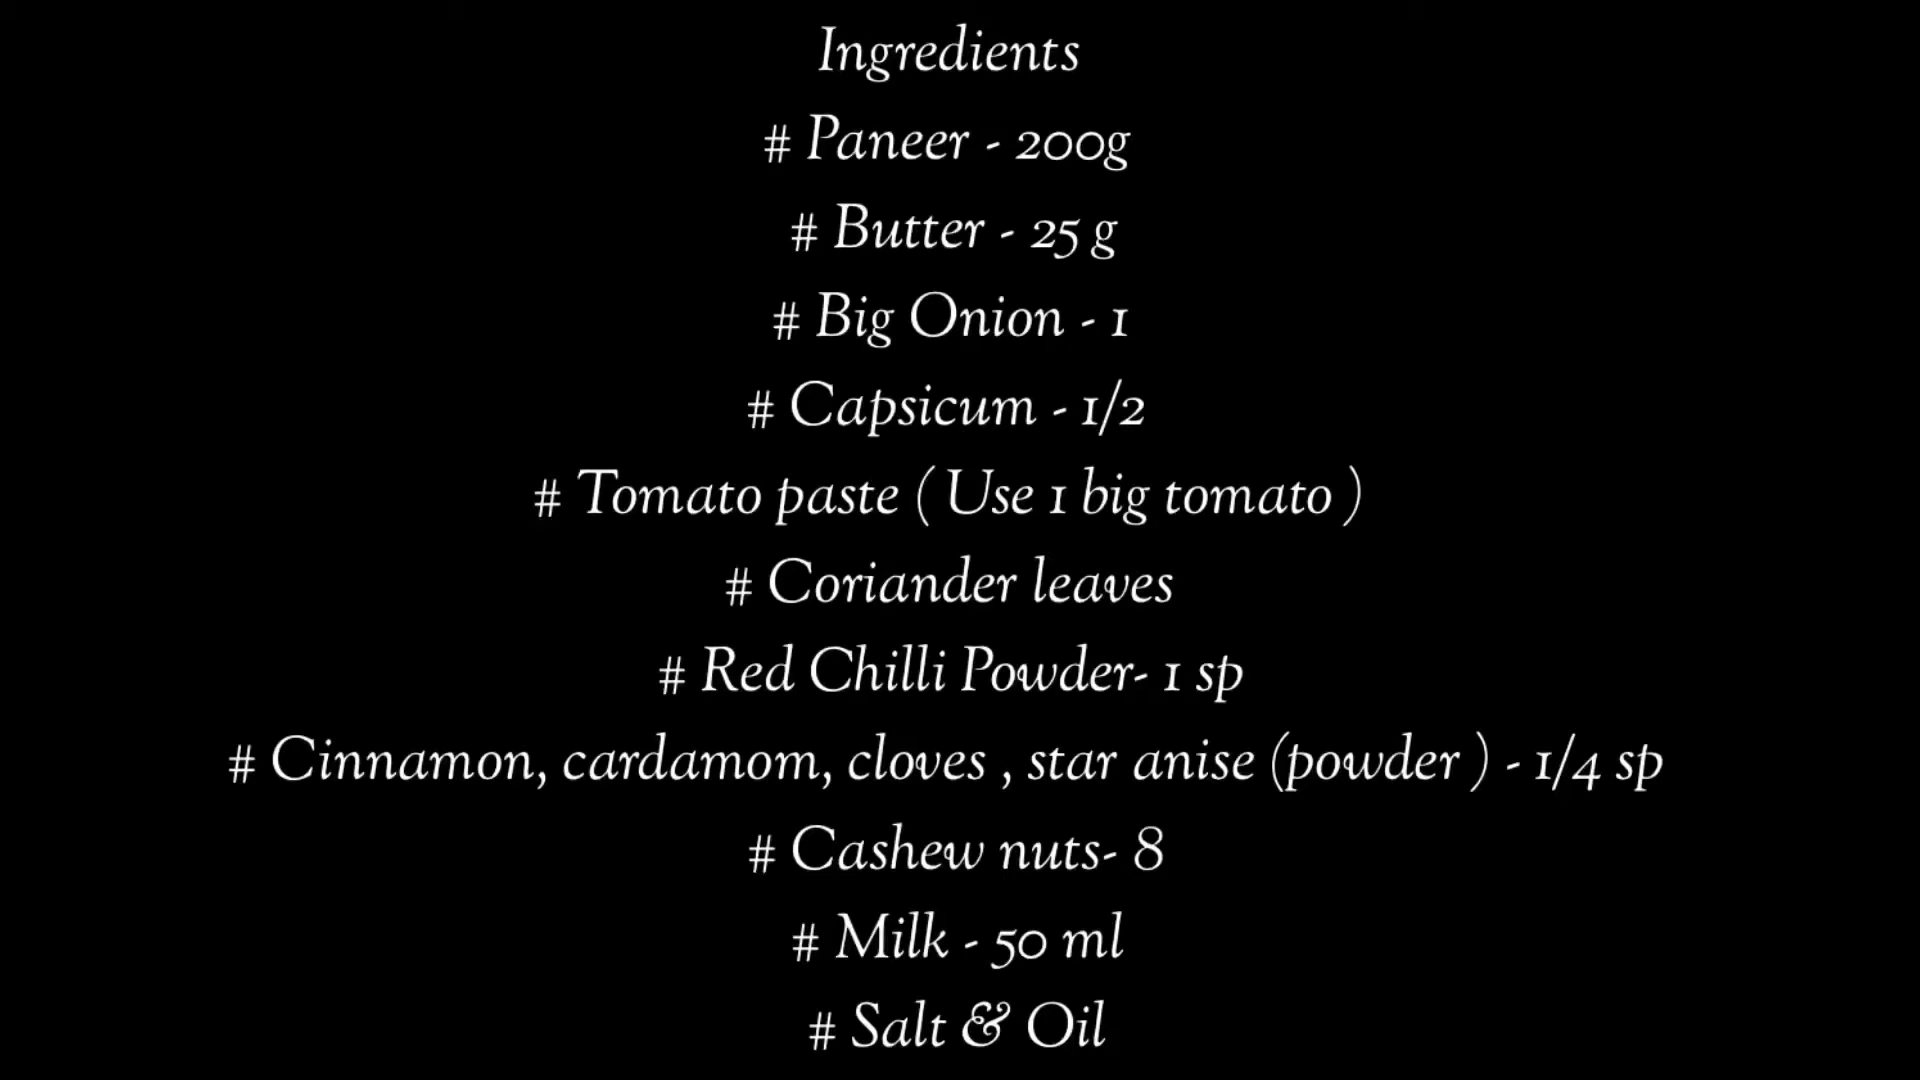 Ingredients
# Paneer - 200g
# Butter - 25 g
# Big Onion - 1
# Capsicum - 1/2
# Tomato paste ( Use 1 big tomato )
# Coriander leaves
# Red Chilli Powder- 1 sp
# Cinnamon, cardamom, cloves , star anise (powder ) - 1/4 sp
# Cashew nuts- 8
# Milk - 50 ml
# Salt & Oil